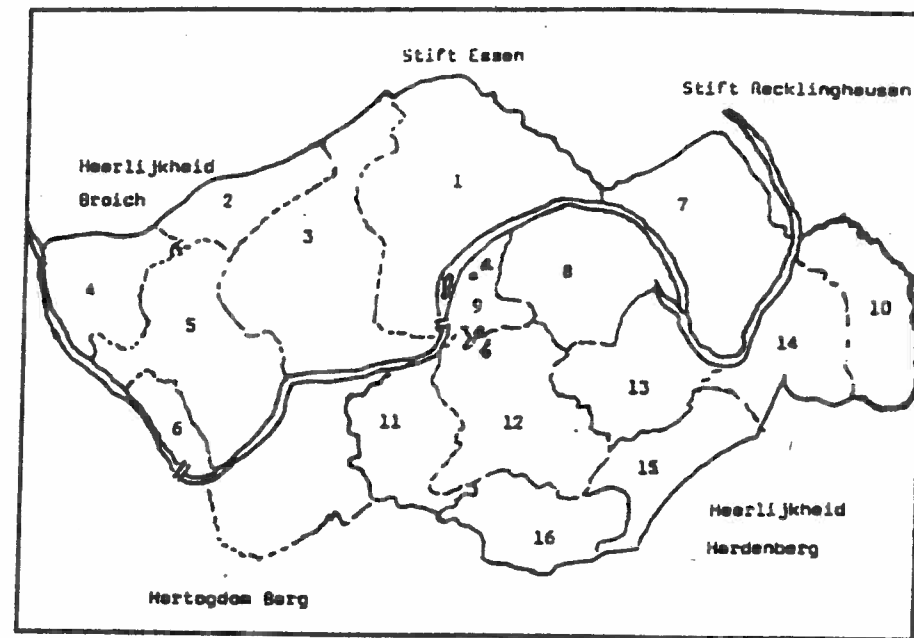 Stift Essen
Stift Recklinghausen
Heerlijkheid
Broich
1
2
3
4
5
6
7
8
9
10
11
12
13
14
15
16
Heerlijkheid
Hardenberg
Hertogdom Berg